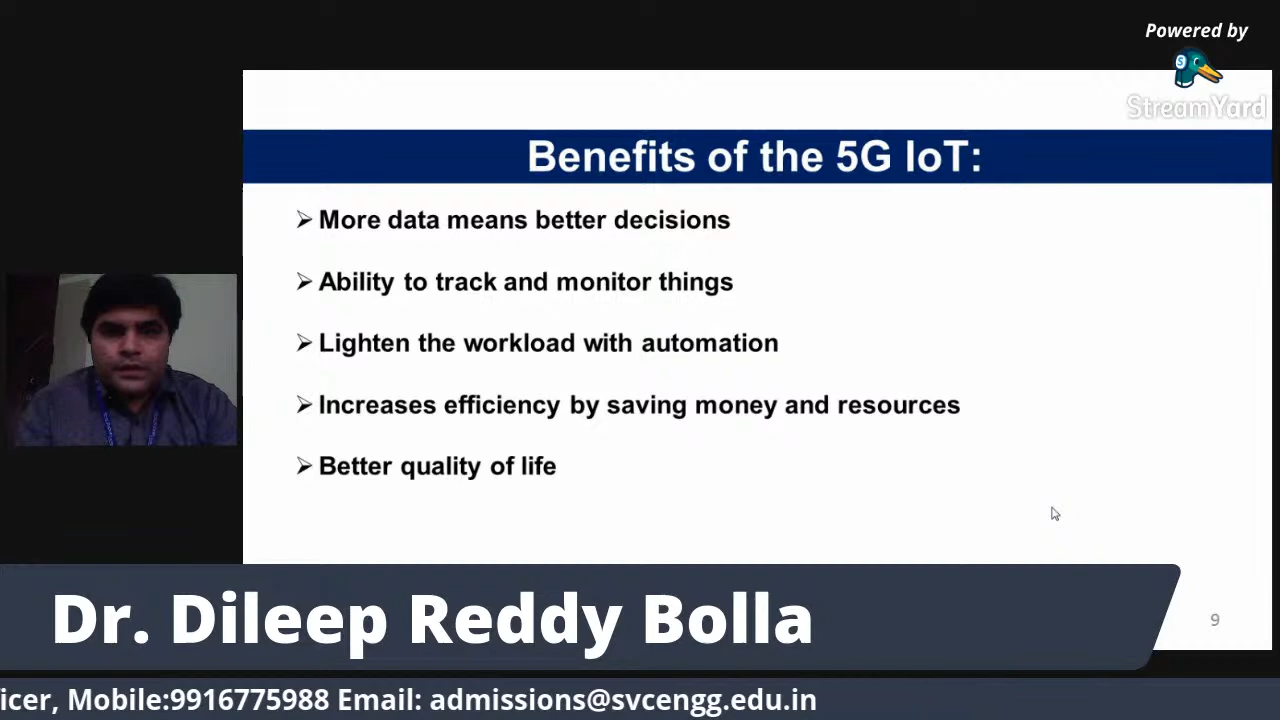 Powered by
StreamYard
Benefits of the 5G IoT:
➢ More data means better decisions
➢ Ability to track and monitor things
➢ Lighten the workload with automation
➢ Increases efficiency by saving money and resources
➢ Better quality of life
Dr. Dileep Reddy Bolla
9
icer, Mobile:9916775988 Email: admissions@svcengg.edu.in